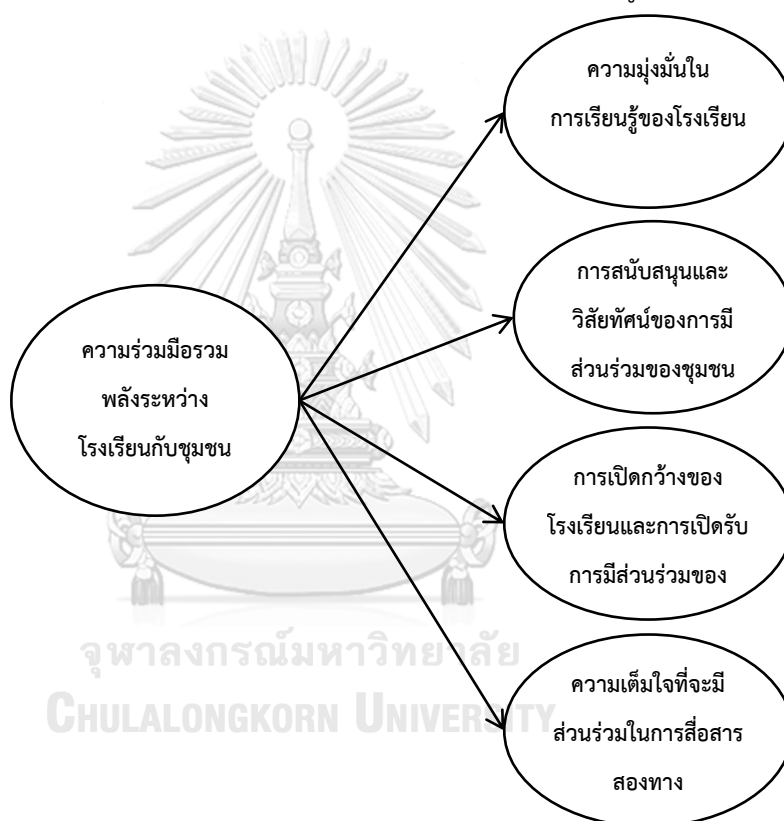 ความมุ่งมั่นใน
การเรียนรู้ของโรงเรียน
การสนับสนุนและ
วิสัยทัศน์ของการมี
ส่วนร่วมของชุมชน
ความร่วมมือรวม
พลังระหว่าง
โรงเรียนกับชุมชน
การเปิดกว้างของ
โรงเรียนและการเปิดรับ
การมีส่วนร่วมของ
ความเต็มใจที่จะมี
ส่วนร่วมในการสื่อสาร
สองทาง
จุฬาลงกรณ์มหาวิทยาลัย
CHULALONGKORN UNIVERSITY